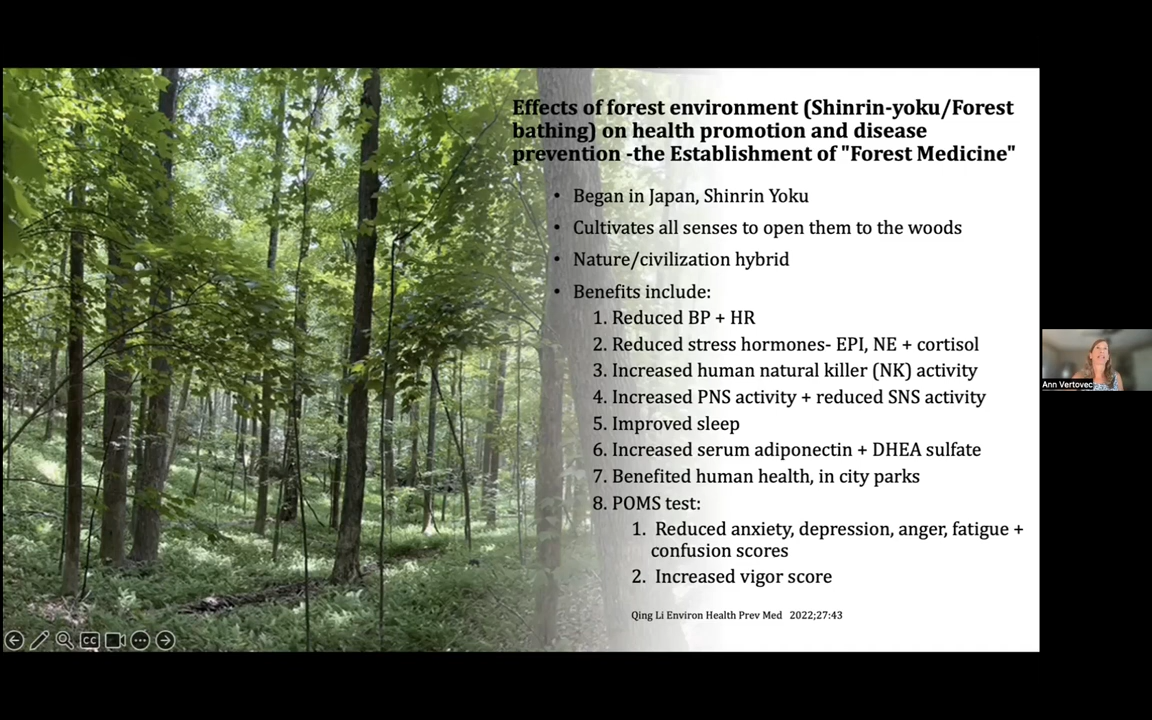 Effects of forest environment (Shinrin-yoku/Forest
bathing) on health promotion and disease
prevention -the Establishment of "Forest Medicine"
• Began in Japan, Shinrin Yoku
• Cultivates all senses to open them to the woods
• Nature/civilization hybrid
• Benefits include:
1. Reduced BP + HR
2. Reduced stress hormones- EPI, NE + cortisol
3. Increased human natural killer (NK) activity
4. Increased PNS activity + reduced SNS activity
5. Improved sleep
6. Increased serum adiponectin + DHEA sulfate
7. Benefited human health, in city parks
8. POMS test:
1. Reduced anxiety, depression, anger, fatigue +
confusion scores
2. Increased vigor score
Qing Li Environ Health Prev Med 2022;27:43
CC
Ann Vertovec